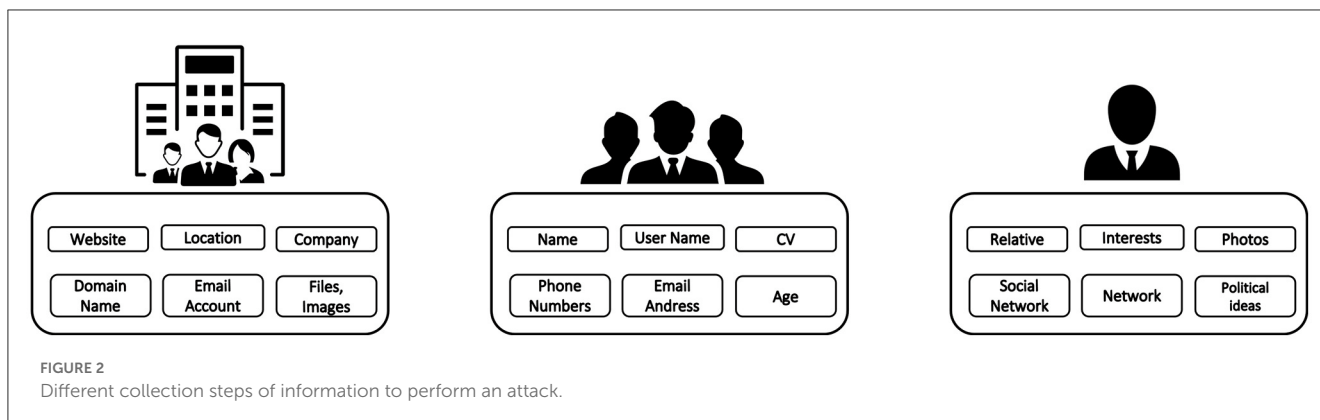 Website
Location
Company
Domain
Name
Email
Account
Files,
Images
Name
User Name
CV
Phone
Numbers
Email
Andress
Age
Relative
Interests
Photos
Social
Network
Network
Political
ideas
FIGURE 2
Different collection steps of information to perform an attack.